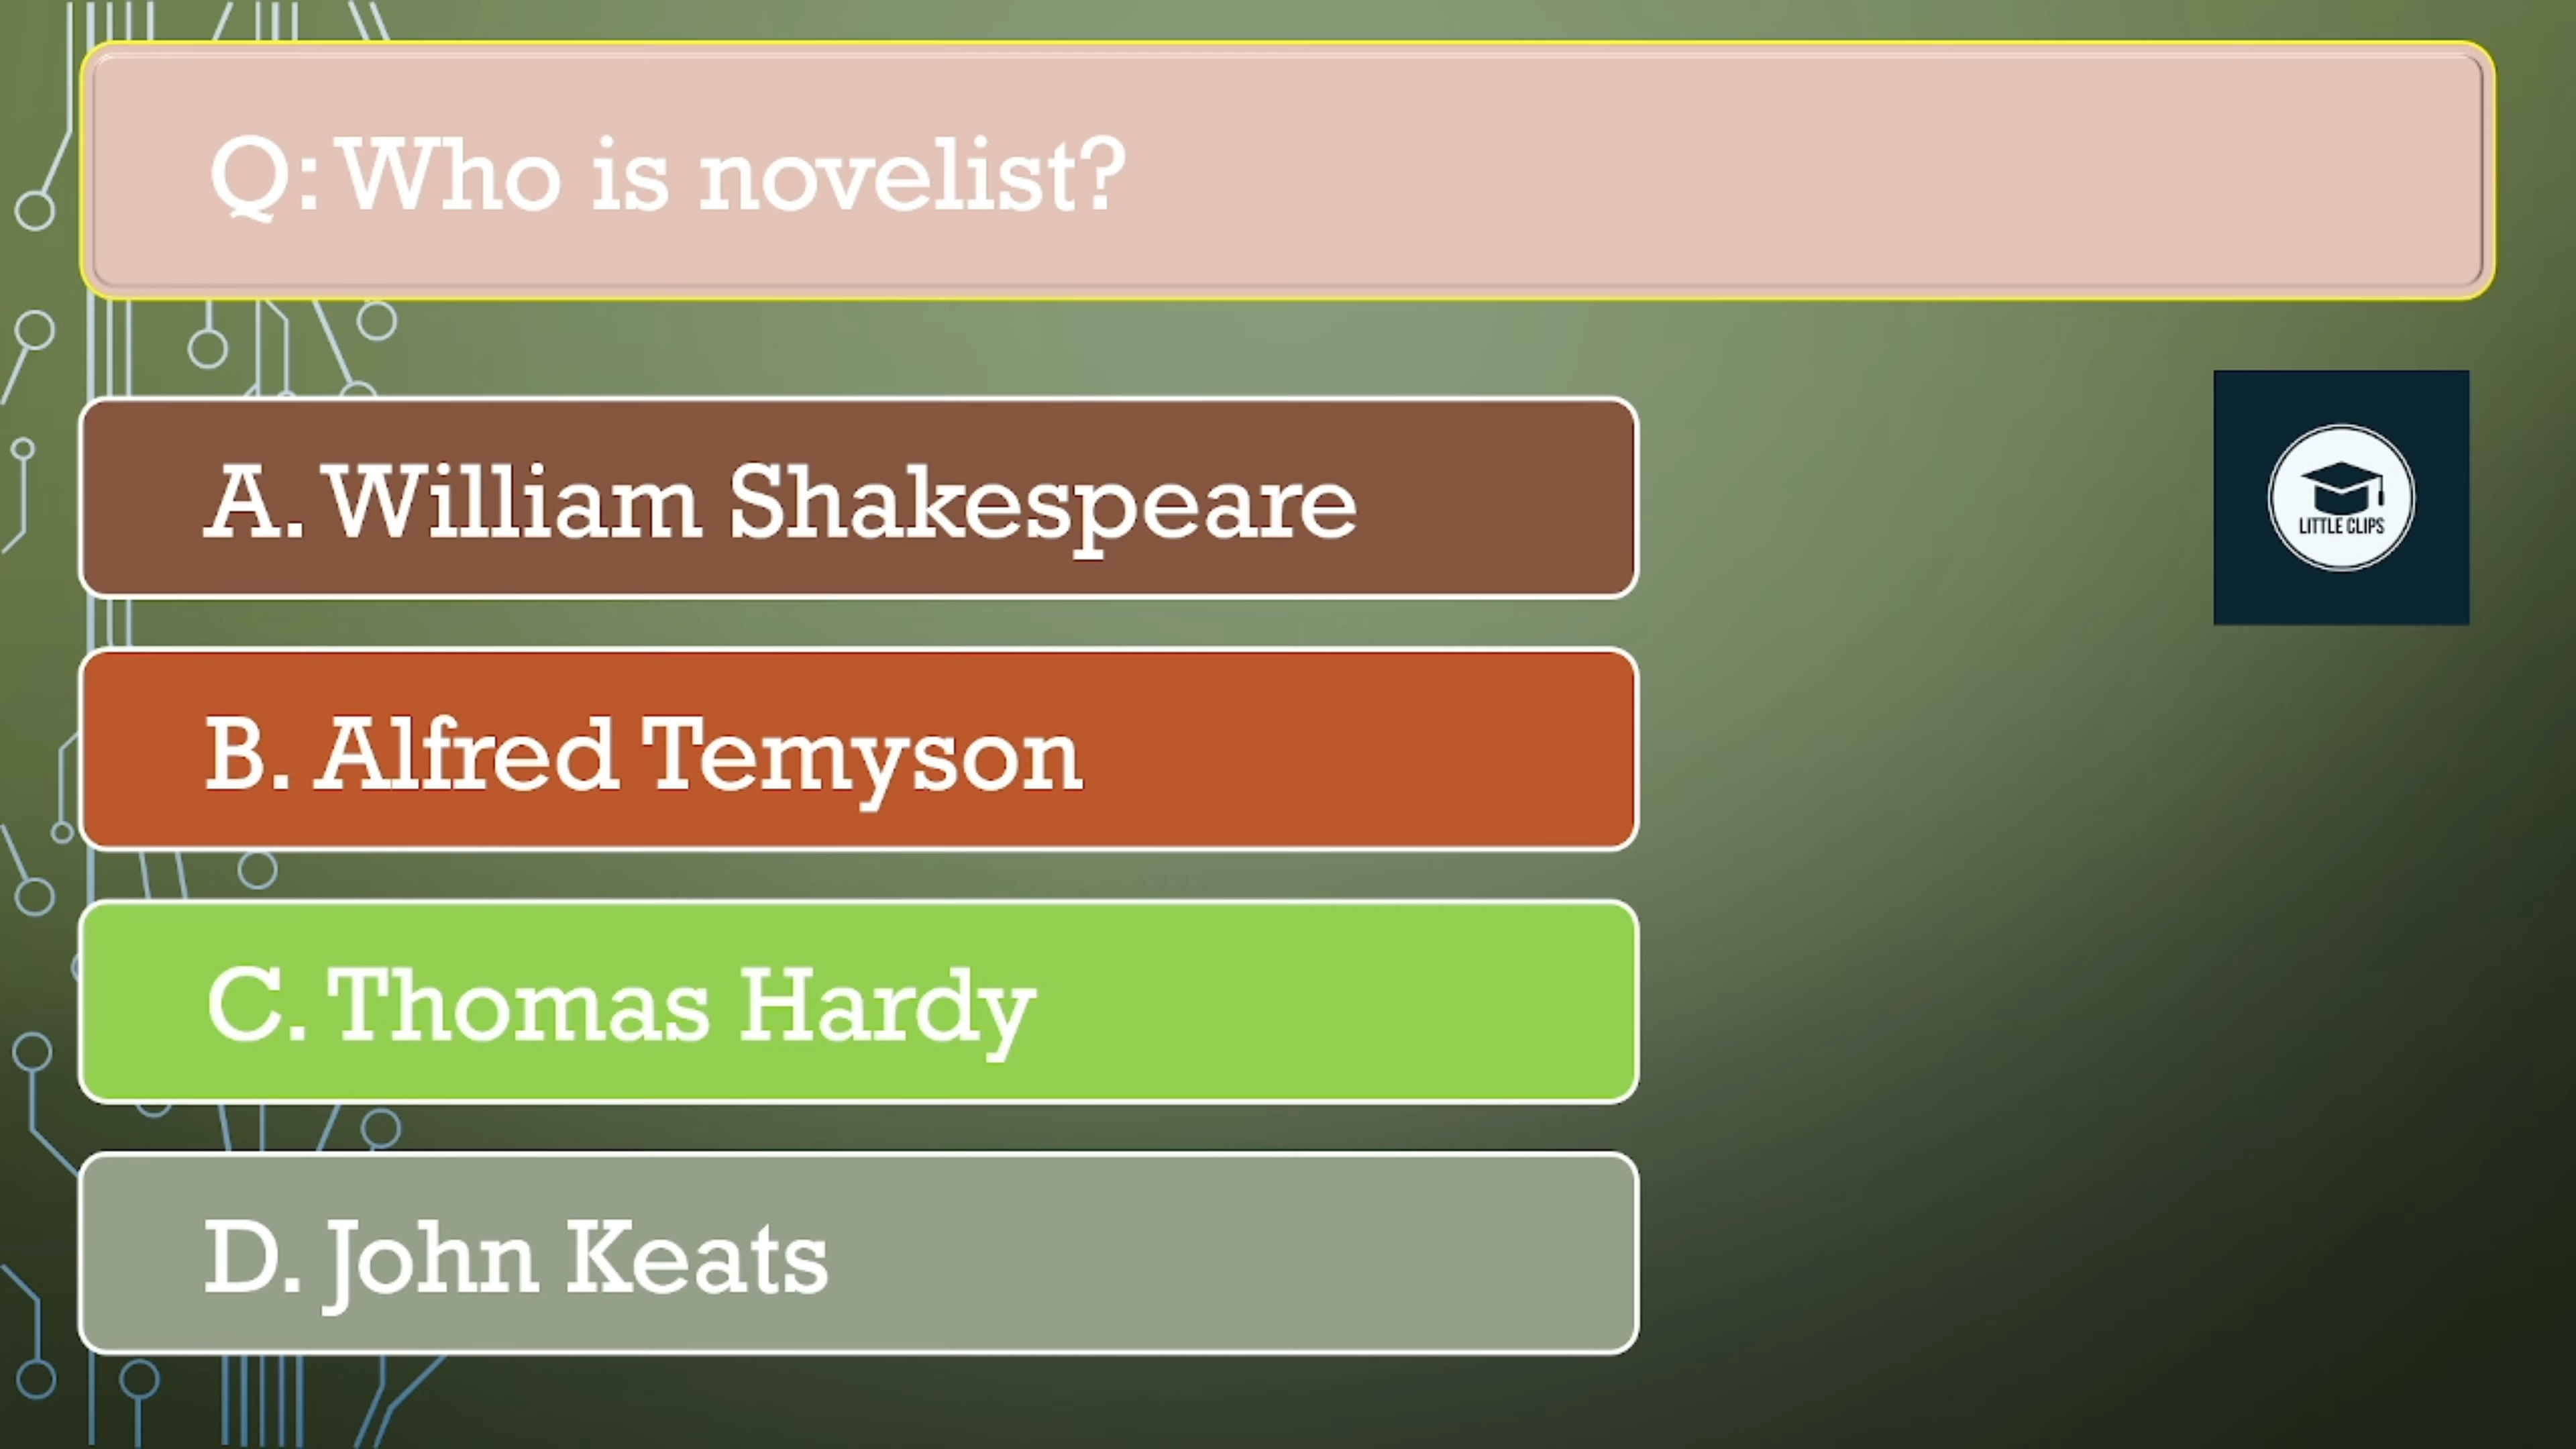 Q: Who is novelist?
A. William Shakespeare
LITTLE CLIPS
B. Alfred Temyson
C. Thomas Hardy
D. John Keats